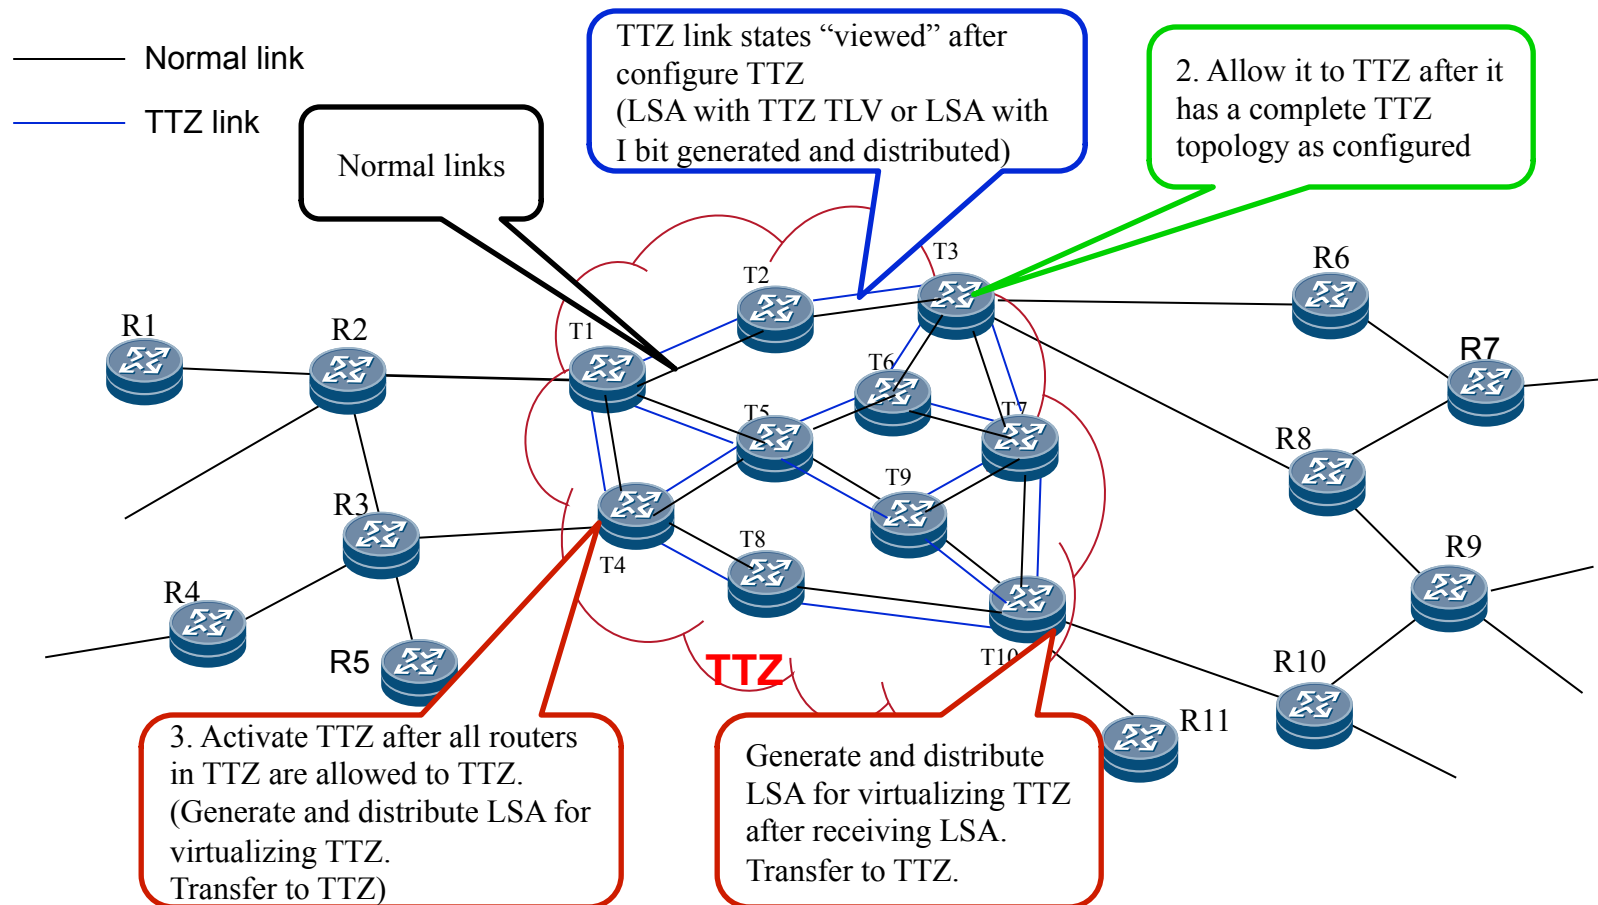 Normal link
TTZ link
Normal links
TTZ link states “viewed” after
configure TTZ
(LSA with TTZ TLV or LSA with
I bit generated and distributed)
2. Allow it to TTZ after it
has a complete TTZ
topology as configured
T3
R6
T2
R1
R2
T1
R7
T6
T5
T7
R8
T9
R3
T8
T4
R9
R4
R5
TTZ
T10
R10
R11
3. Activate TTZ after all routers
in TTZ are allowed to TTZ.
(Generate and distribute LSA for
virtualizing TTZ.
Transfer to TTZ)
Generate and distribute
LSA for virtualizing TTZ
after receiving LSA.
Transfer to TTZ.